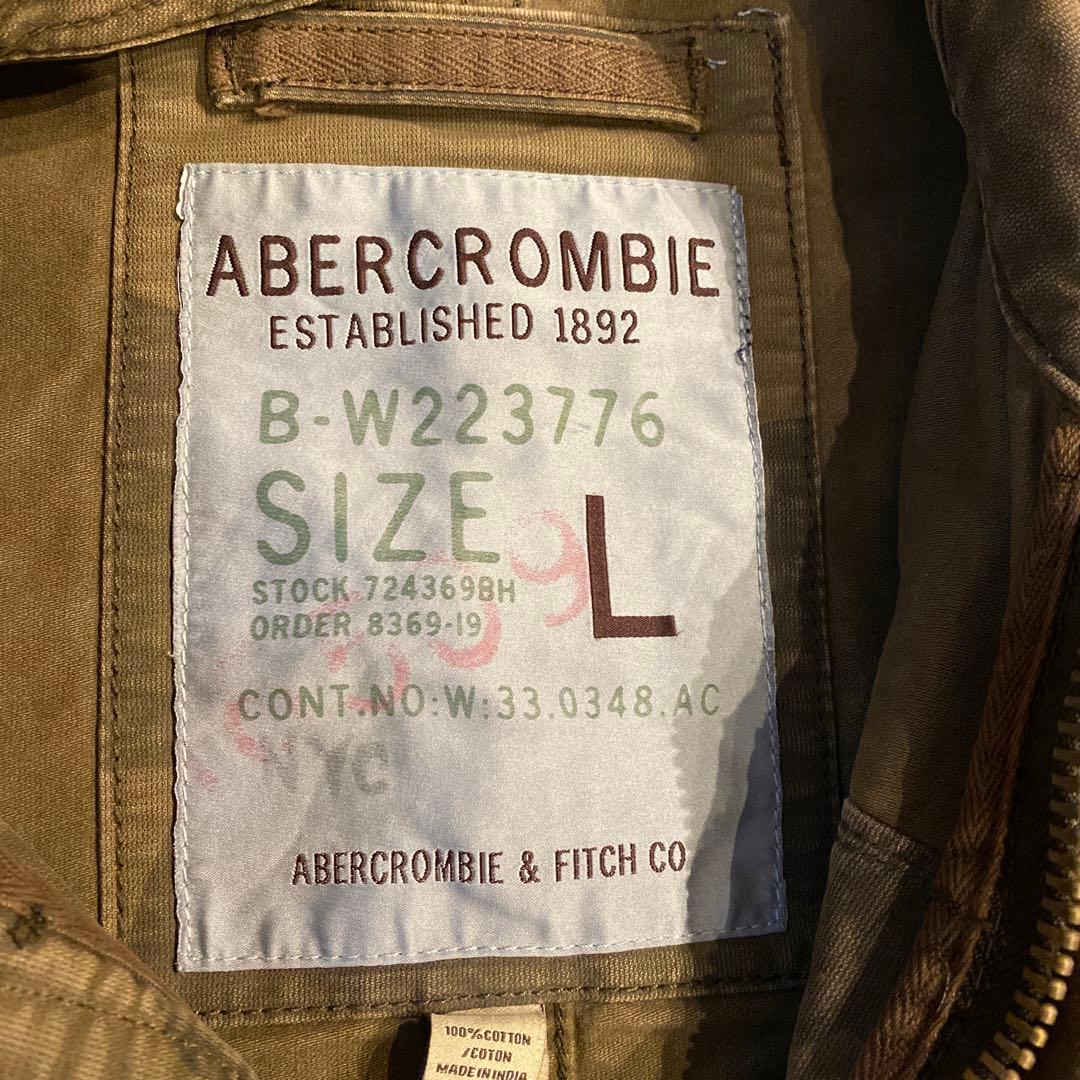 ABERCROMBIE
ESTABLISHED 1892
B-W223776
SIZE L
STOCK 724369BH
ORDER 8369-19
CONT.NO:W:33.0348.AC
NYC
ABERCROMBIE & FITCH CO
100%COTTON
/COTON
MADE IN INDIA